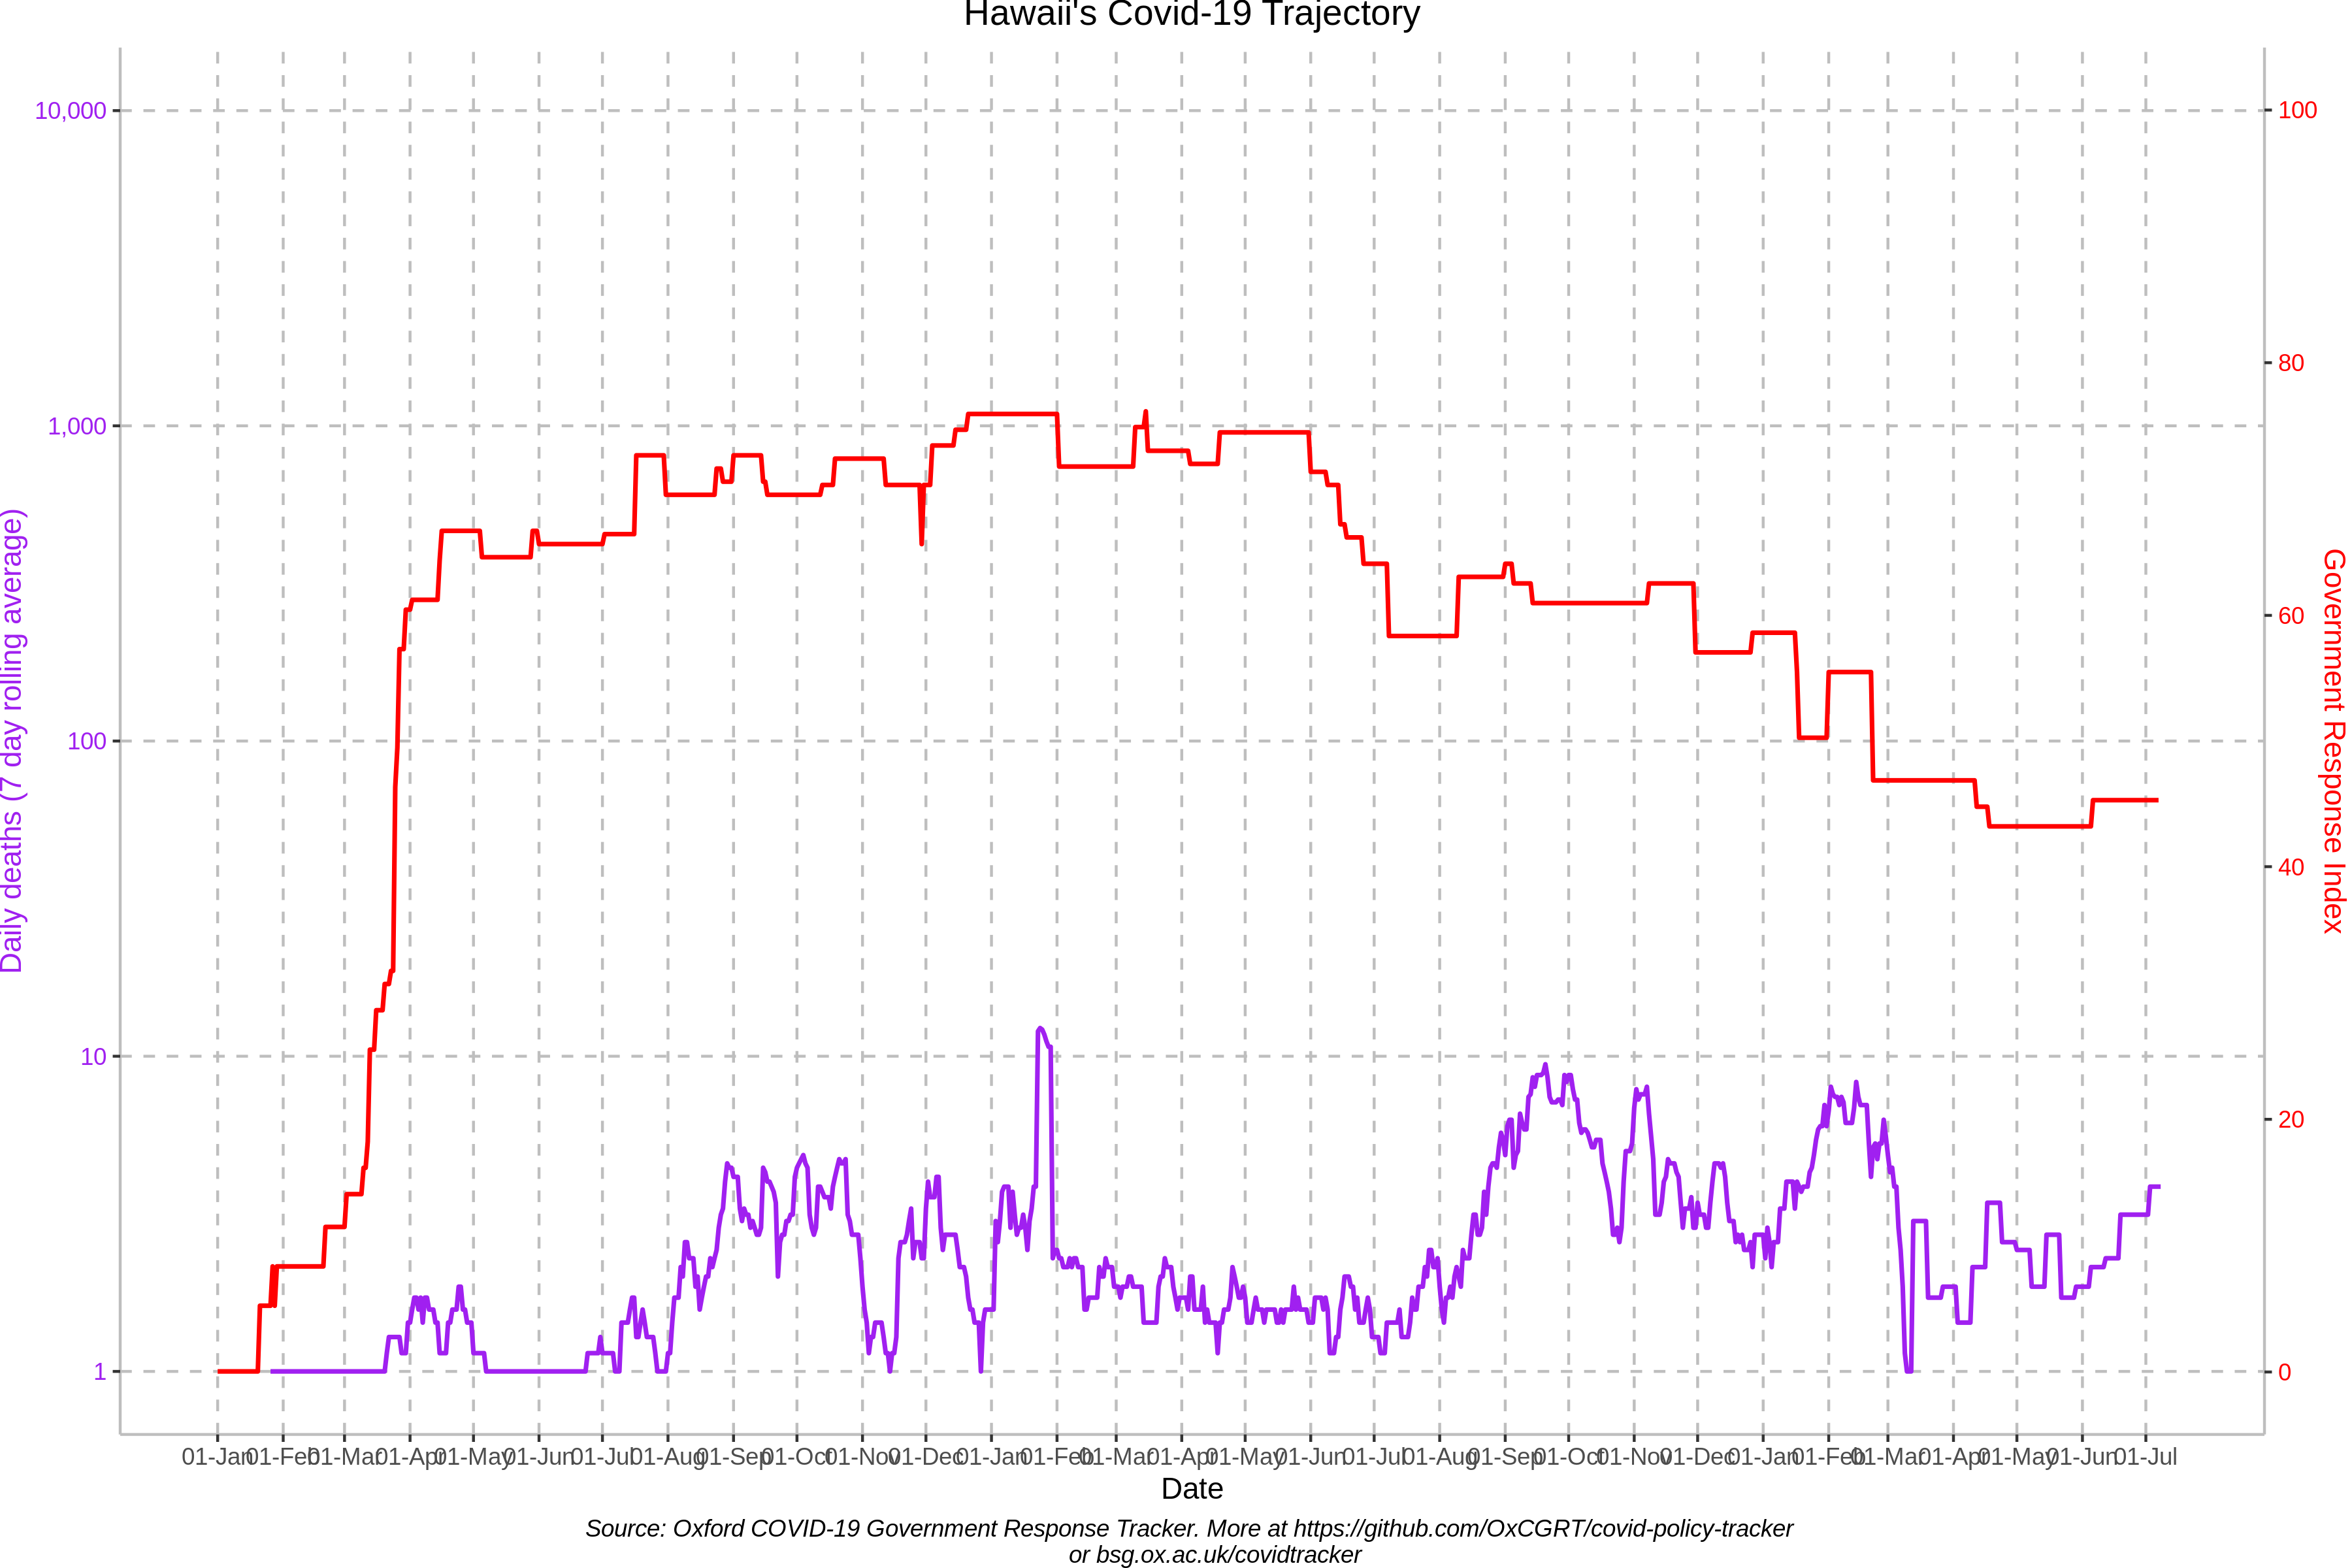 Hawaii's Covid-19 Trajectory
10,000
1,000
100
10
1
Daily deaths (7 day rolling average)
100
80
60
40
20
0
Government Response Index
01-Jan 01-Feb 01-Mar 01-Apr 01-May 01-Jun 01-Jul 01-Aug 01-Sep 01-Oct 01-Nov 01-Dec 01-Jan 01-Feb 01-Mar 01-Apr 01-May 01-Jun 01-Jul 01-Aug 01-Sep 01-Oct 01-Nov 01-Dec 01-Jan 01-Feb 01-Mar 01-Apr 01-May 01-Jun 01-Jul
Date
Source: Oxford COVID-19 Government Response Tracker. More at https://github.com/OxCGRT/covid-policy-tracker
or bsg.ox.ac.uk/covidtracker